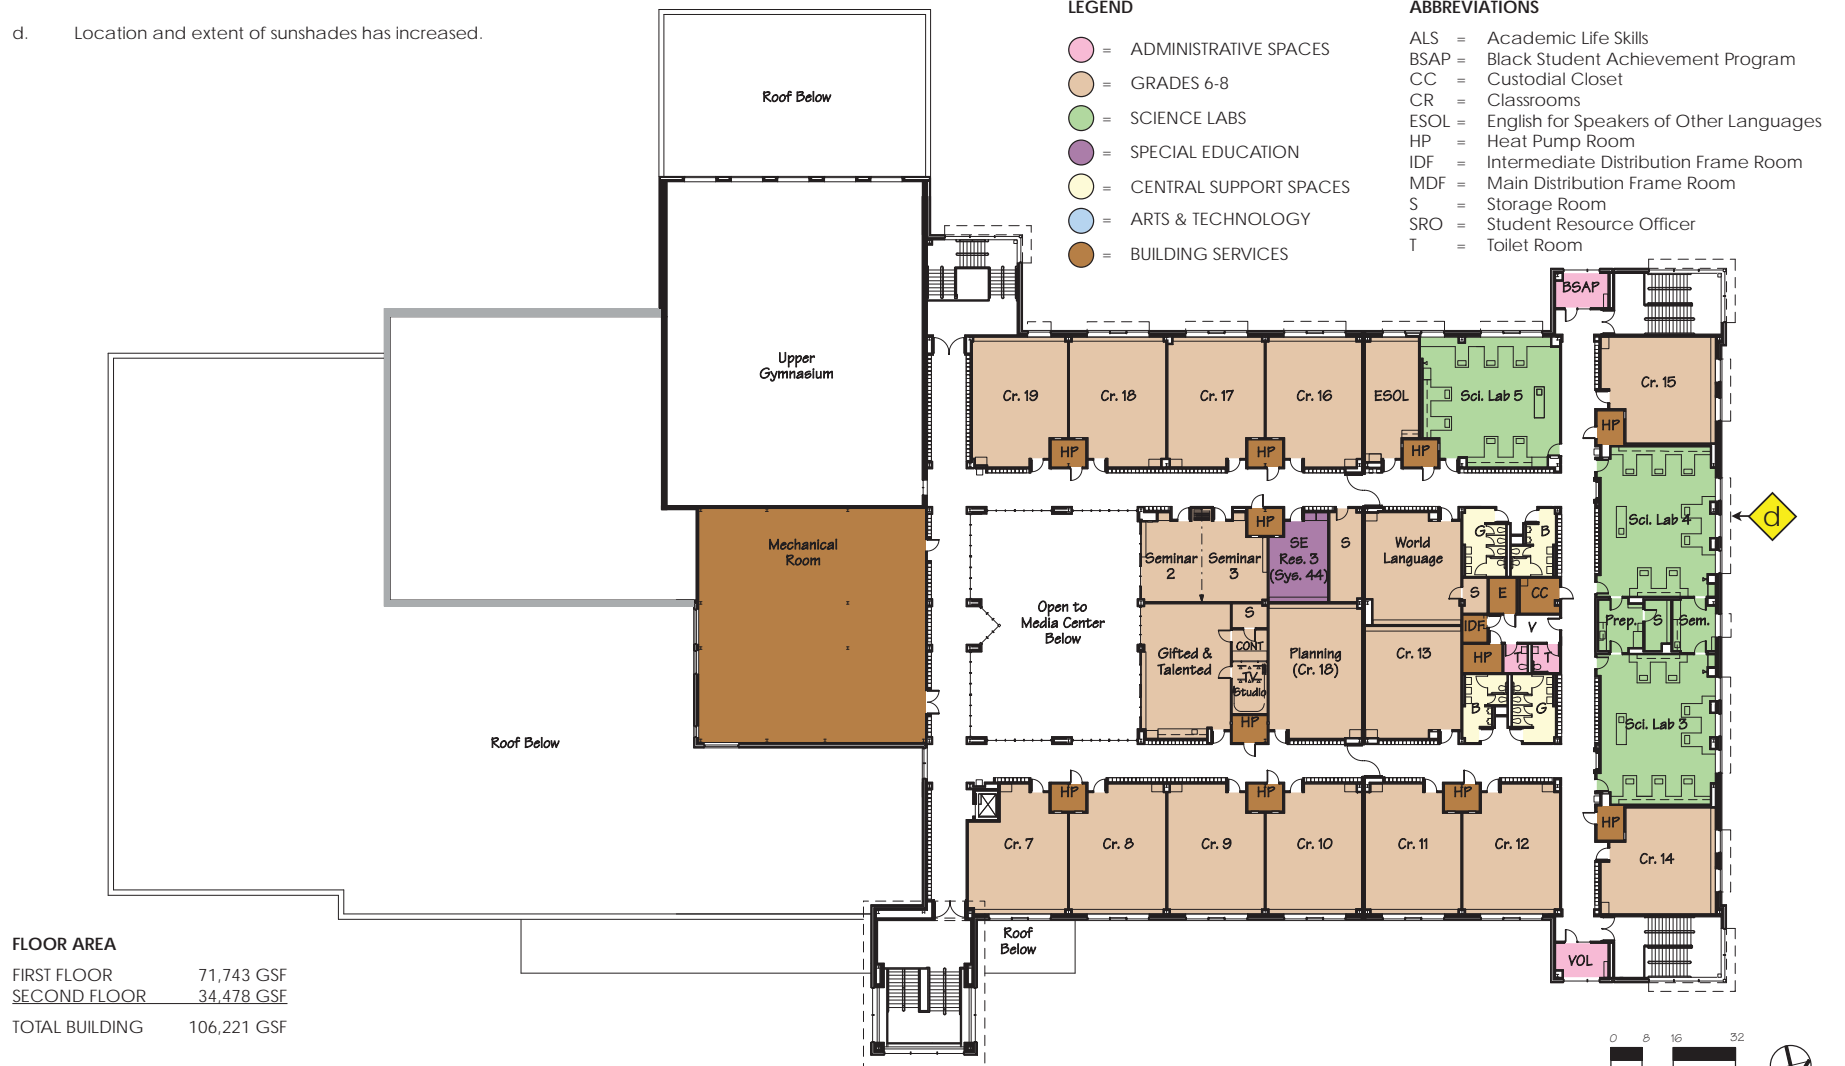 d. Location and extent of sunshades has increased.
LEGEND
= ADMINISTRATIVE SPACES
= GRADES 6-8
= SCIENCE LABS
= SPECIAL EDUCATION
= CENTRAL SUPPORT SPACES
= ARTS & TECHNOLOGY
= BUILDING SERVICES
ABBREVIATIONS
ALS = Academic Life Skills
BSAP = Black Student Achievement Program
CC = Custodial Closet
CR = Classrooms
ESOL = English for Speakers of Other Languages
HP = Heat Pump Room
IDF = Intermediate Distribution Frame Room
MDF = Main Distribution Frame Room
S = Storage Room
SRO = Student Resource Officer
T = Toilet Room
Roof Below
BSAP
Upper
Gymnasium
Cr. 19
Cr. 18
Cr. 17
Cr. 16
ESOL
Sci. Lab 5
Cr. 15
HP
HP
HP
HP
HP
Sci. Lab 4
d
Mechanical
Room
Seminar
2
Seminar
3
SE
Res. 3
(Sys. 44)
S
World
Language
G
B
S
E
CC
Open to
Media Center
Below
S
CONT
TV
Studio
HP
Gifted &
Talented
Planning
(Cr. 18)
Cr. 13
IDF
V
HP
T
T
B
G
Prep.
S
Sem.
Sci. Lab 3
Roof Below
HP
HP
HP
HP
Cr. 7
Cr. 8
Cr. 9
Cr. 10
Cr. 11
Cr. 12
Cr. 14
Roof
Below
VOL
FLOOR AREA
FIRST FLOOR 71,743 GSF
SECOND FLOOR 34,478 GSF
TOTAL BUILDING 106,221 GSF
0 8 16 32